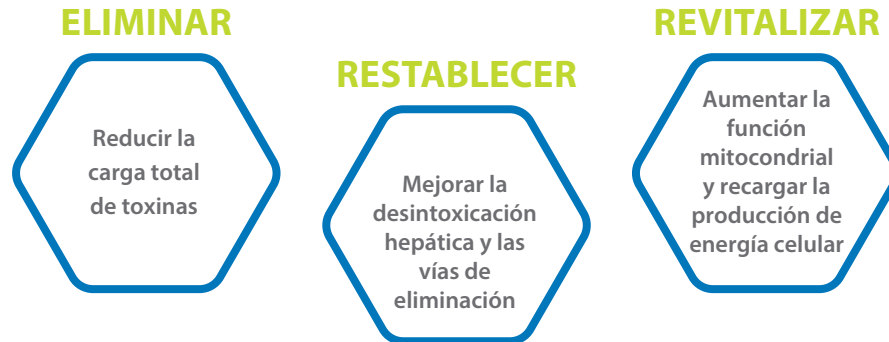 ELIMINAR
Reducir la
carga total
de toxinas
RESTABLECER
Mejorar la
desintoxicación
hepática y las
vías de
eliminación
REVITALIZAR
Aumentar la
función
mitocondrial
y recargar la
producción de
energía celular